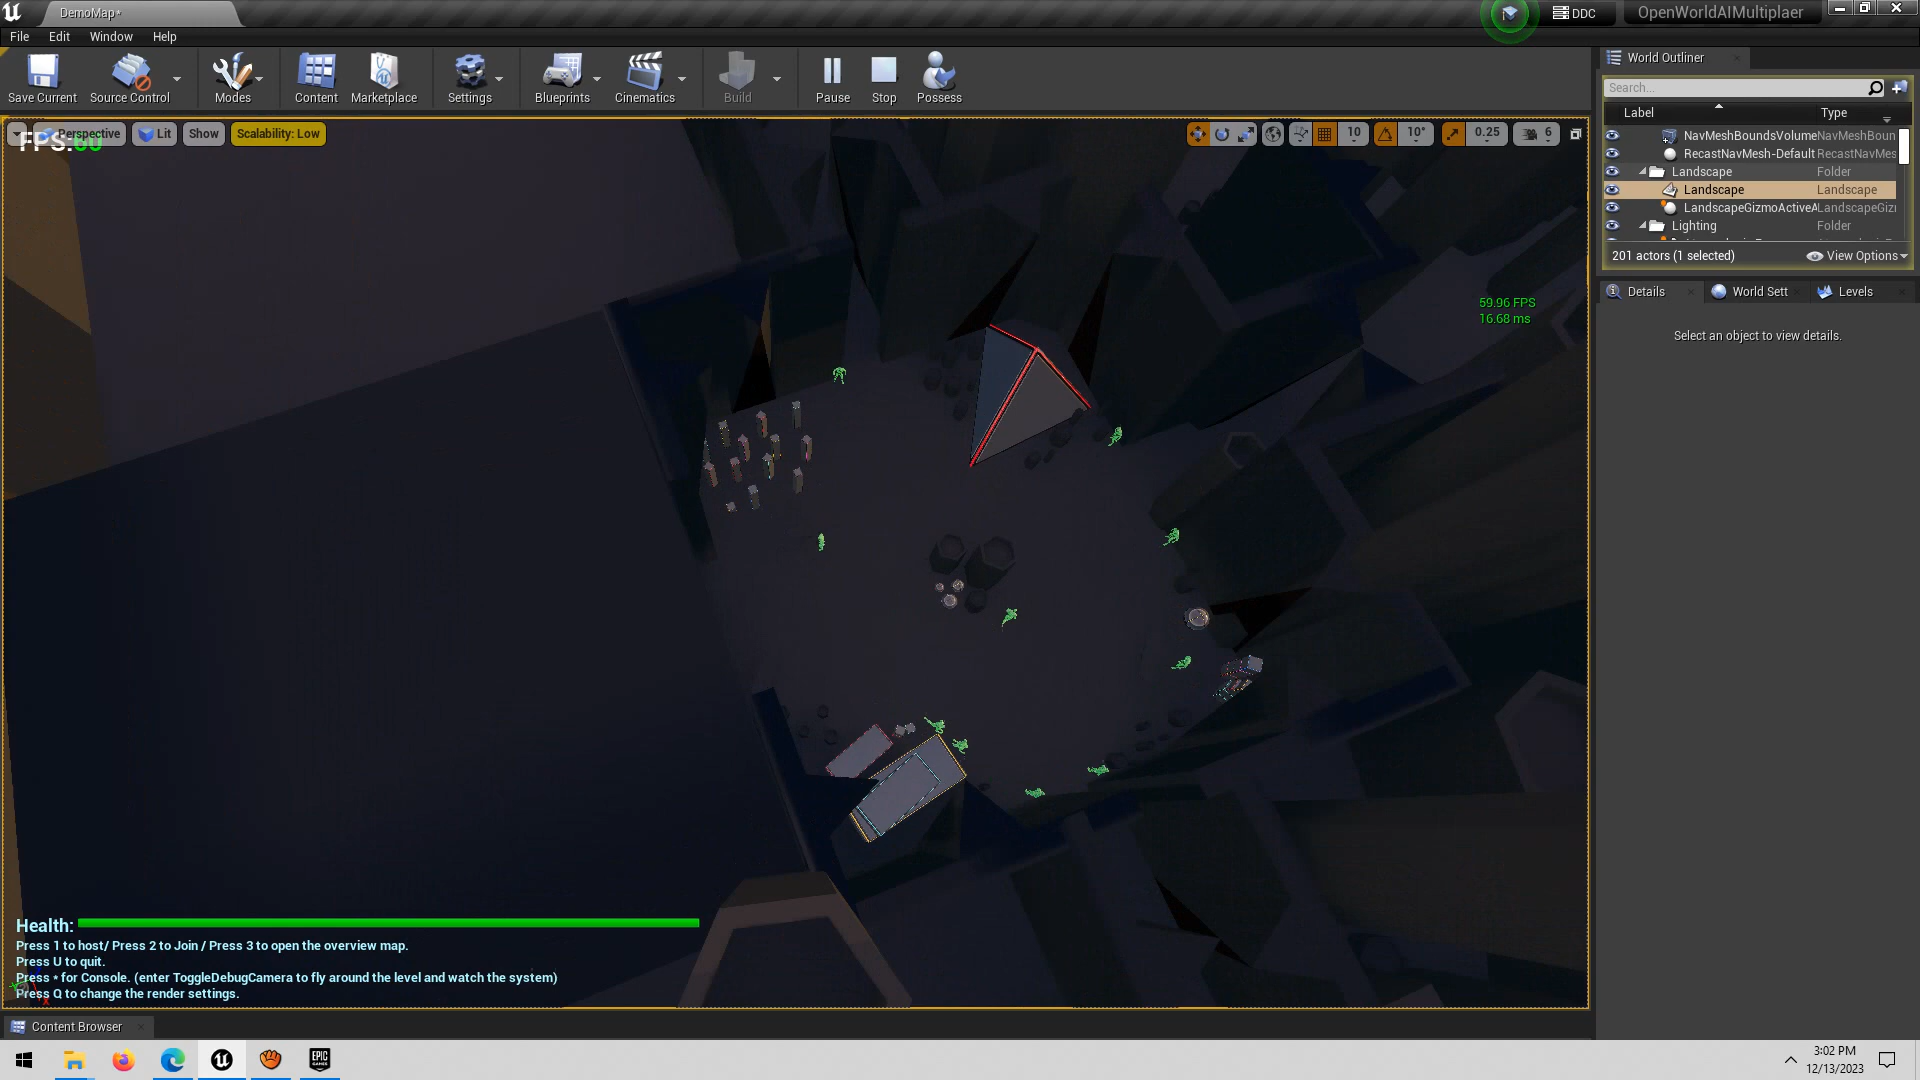 DemoMap*
DDC
OpenWorldAIMultiplaer
File Edit Window Help
Save Current
Source Control
Modes
Content
Marketplace
Settings
Blueprints
Cinematics
Build
Pause
Stop
Possess
World Outliner
Search...
Label Type
NavMeshBoundsVolume NavMeshBoun
RecastNavMesh-Default RecastNavMes
Landscape Folder
Landscape Landscape
LandscapeGizmoActiveA LandscapeGizi
Lighting Folder
201 actors (1 selected) View Options
Details World Sett Levels
Select an object to view details.
Perspective Lit Show Scalability: Low
10 10° 0.25 6
FPS:60
59.96 FPS
16.68 ms
Health:
Press 1 to host/ Press 2 to Join / Press 3 to open the overview map.
Press U to quit.
Press * for Console. (enter ToggleDebugCamera to fly around the level and watch the system)
Press Q to change the render settings.
Content Browser
EPIC
GAMES
3:02 PM
12/13/2023